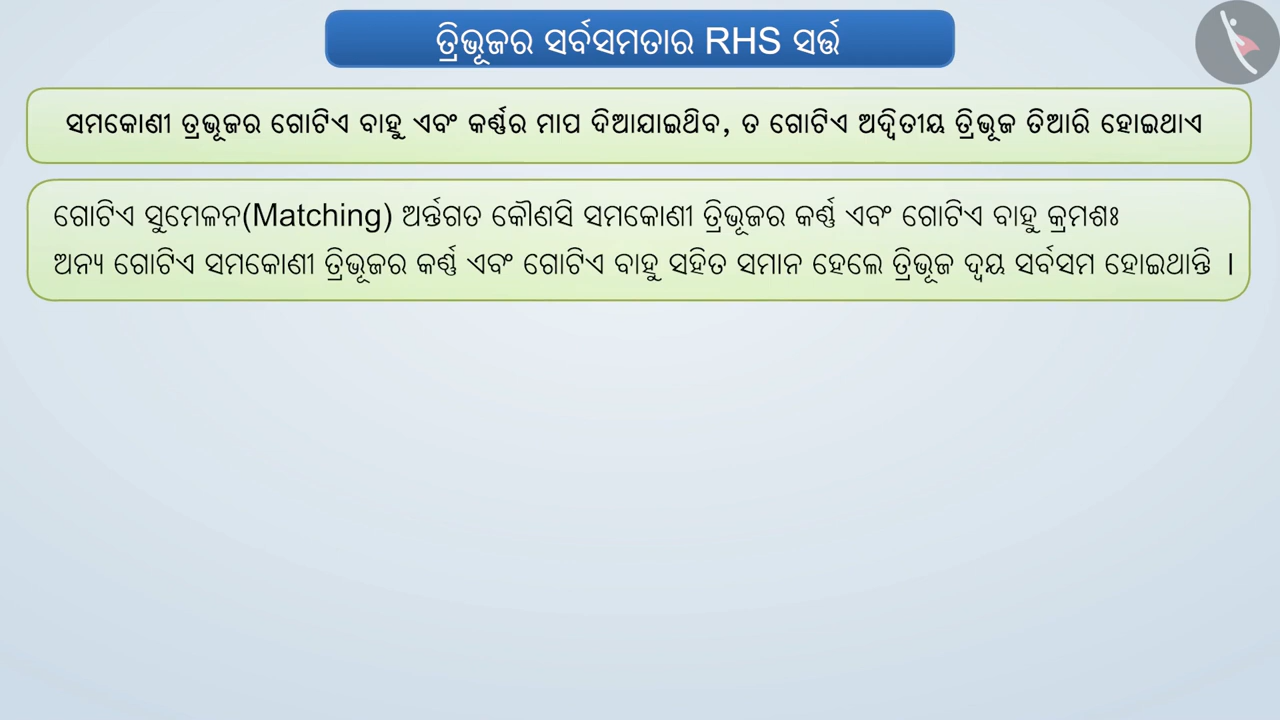 ତ୍ରିଭୂଜର ସର୍ବସମତାର RHS ସର୍ତ୍ତ
ସମକୋଣୀ ତ୍ରଭୂଜର ଗୋଟିଏ ବାହୁ ଏବଂ କର୍ଣ୍ଣର ମାପ ଦିଆଯାଇଥିବ, ତ ଗୋଟିଏ ଅଦ୍ୱିତୀୟ ତ୍ରିଭୂଜ ତିଆରି ହୋଇଥାଏ
ଗୋଟିଏ ସୁମେଳନ(Matching) ଅର୍ନ୍ତଗତ କୌଣସି ସମକୋଣୀ ତ୍ରିଭୂଜର କର୍ଣ୍ଣ ଏବଂ ଗୋଟିଏ ବାହୁ କ୍ରମଶଃ
ଅନ୍ୟ ଗୋଟିଏ ସମକୋଣୀ ତ୍ରିଭୂଜର କର୍ଣ୍ଣ ଏବଂ ଗୋଟିଏ ବାହୁ ସହିତ ସମାନ ହେଲେ ତ୍ରିଭୂଜ ଦ୍ୱୟ ସର୍ବସମ ହୋଇଥାନ୍ତି ।